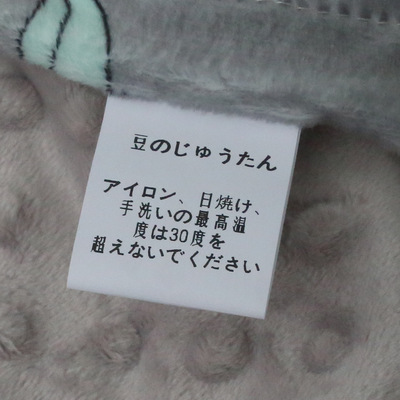 豆のじゅうたん
アイロン、日焼け、
手洗いの最高温
度は30度を
超えないでください